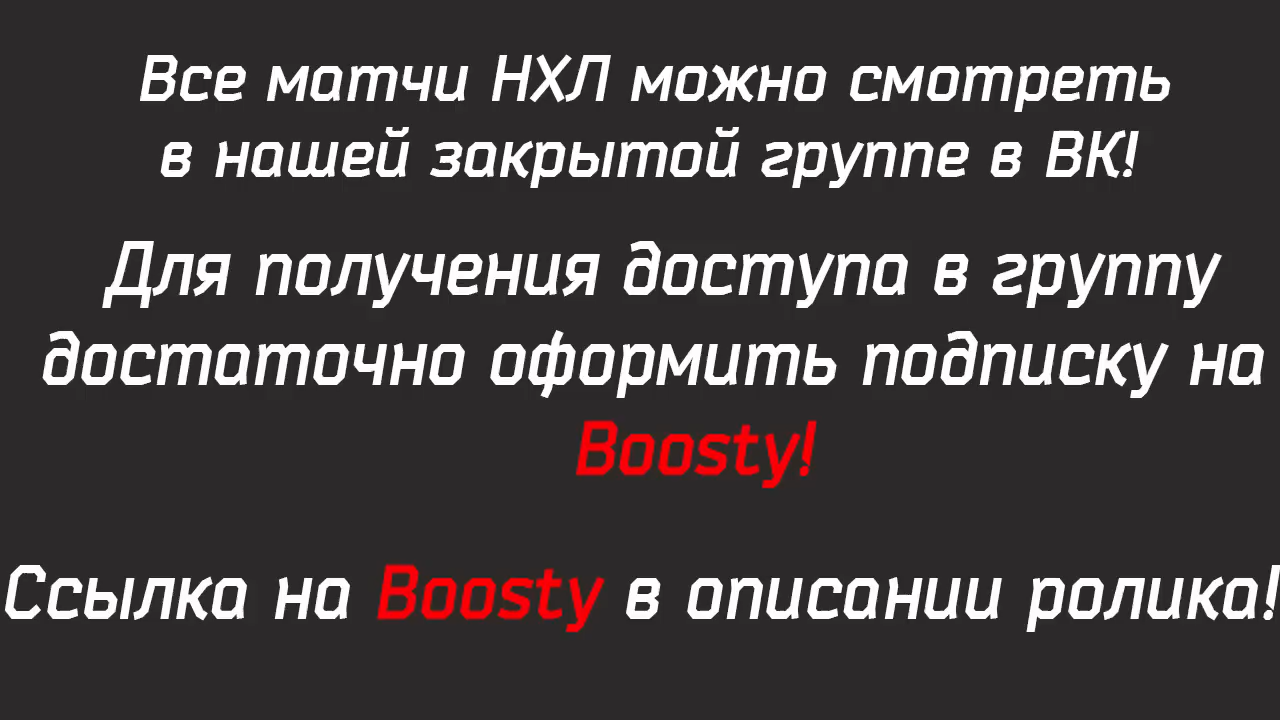 Все матчи НХЛ можно смотреть
в нашей закрытой группе в ВК!
Для получения доступа в группу
достаточно оформить подписку на
Boosty!
Ссылка на Boosty в описании ролика!